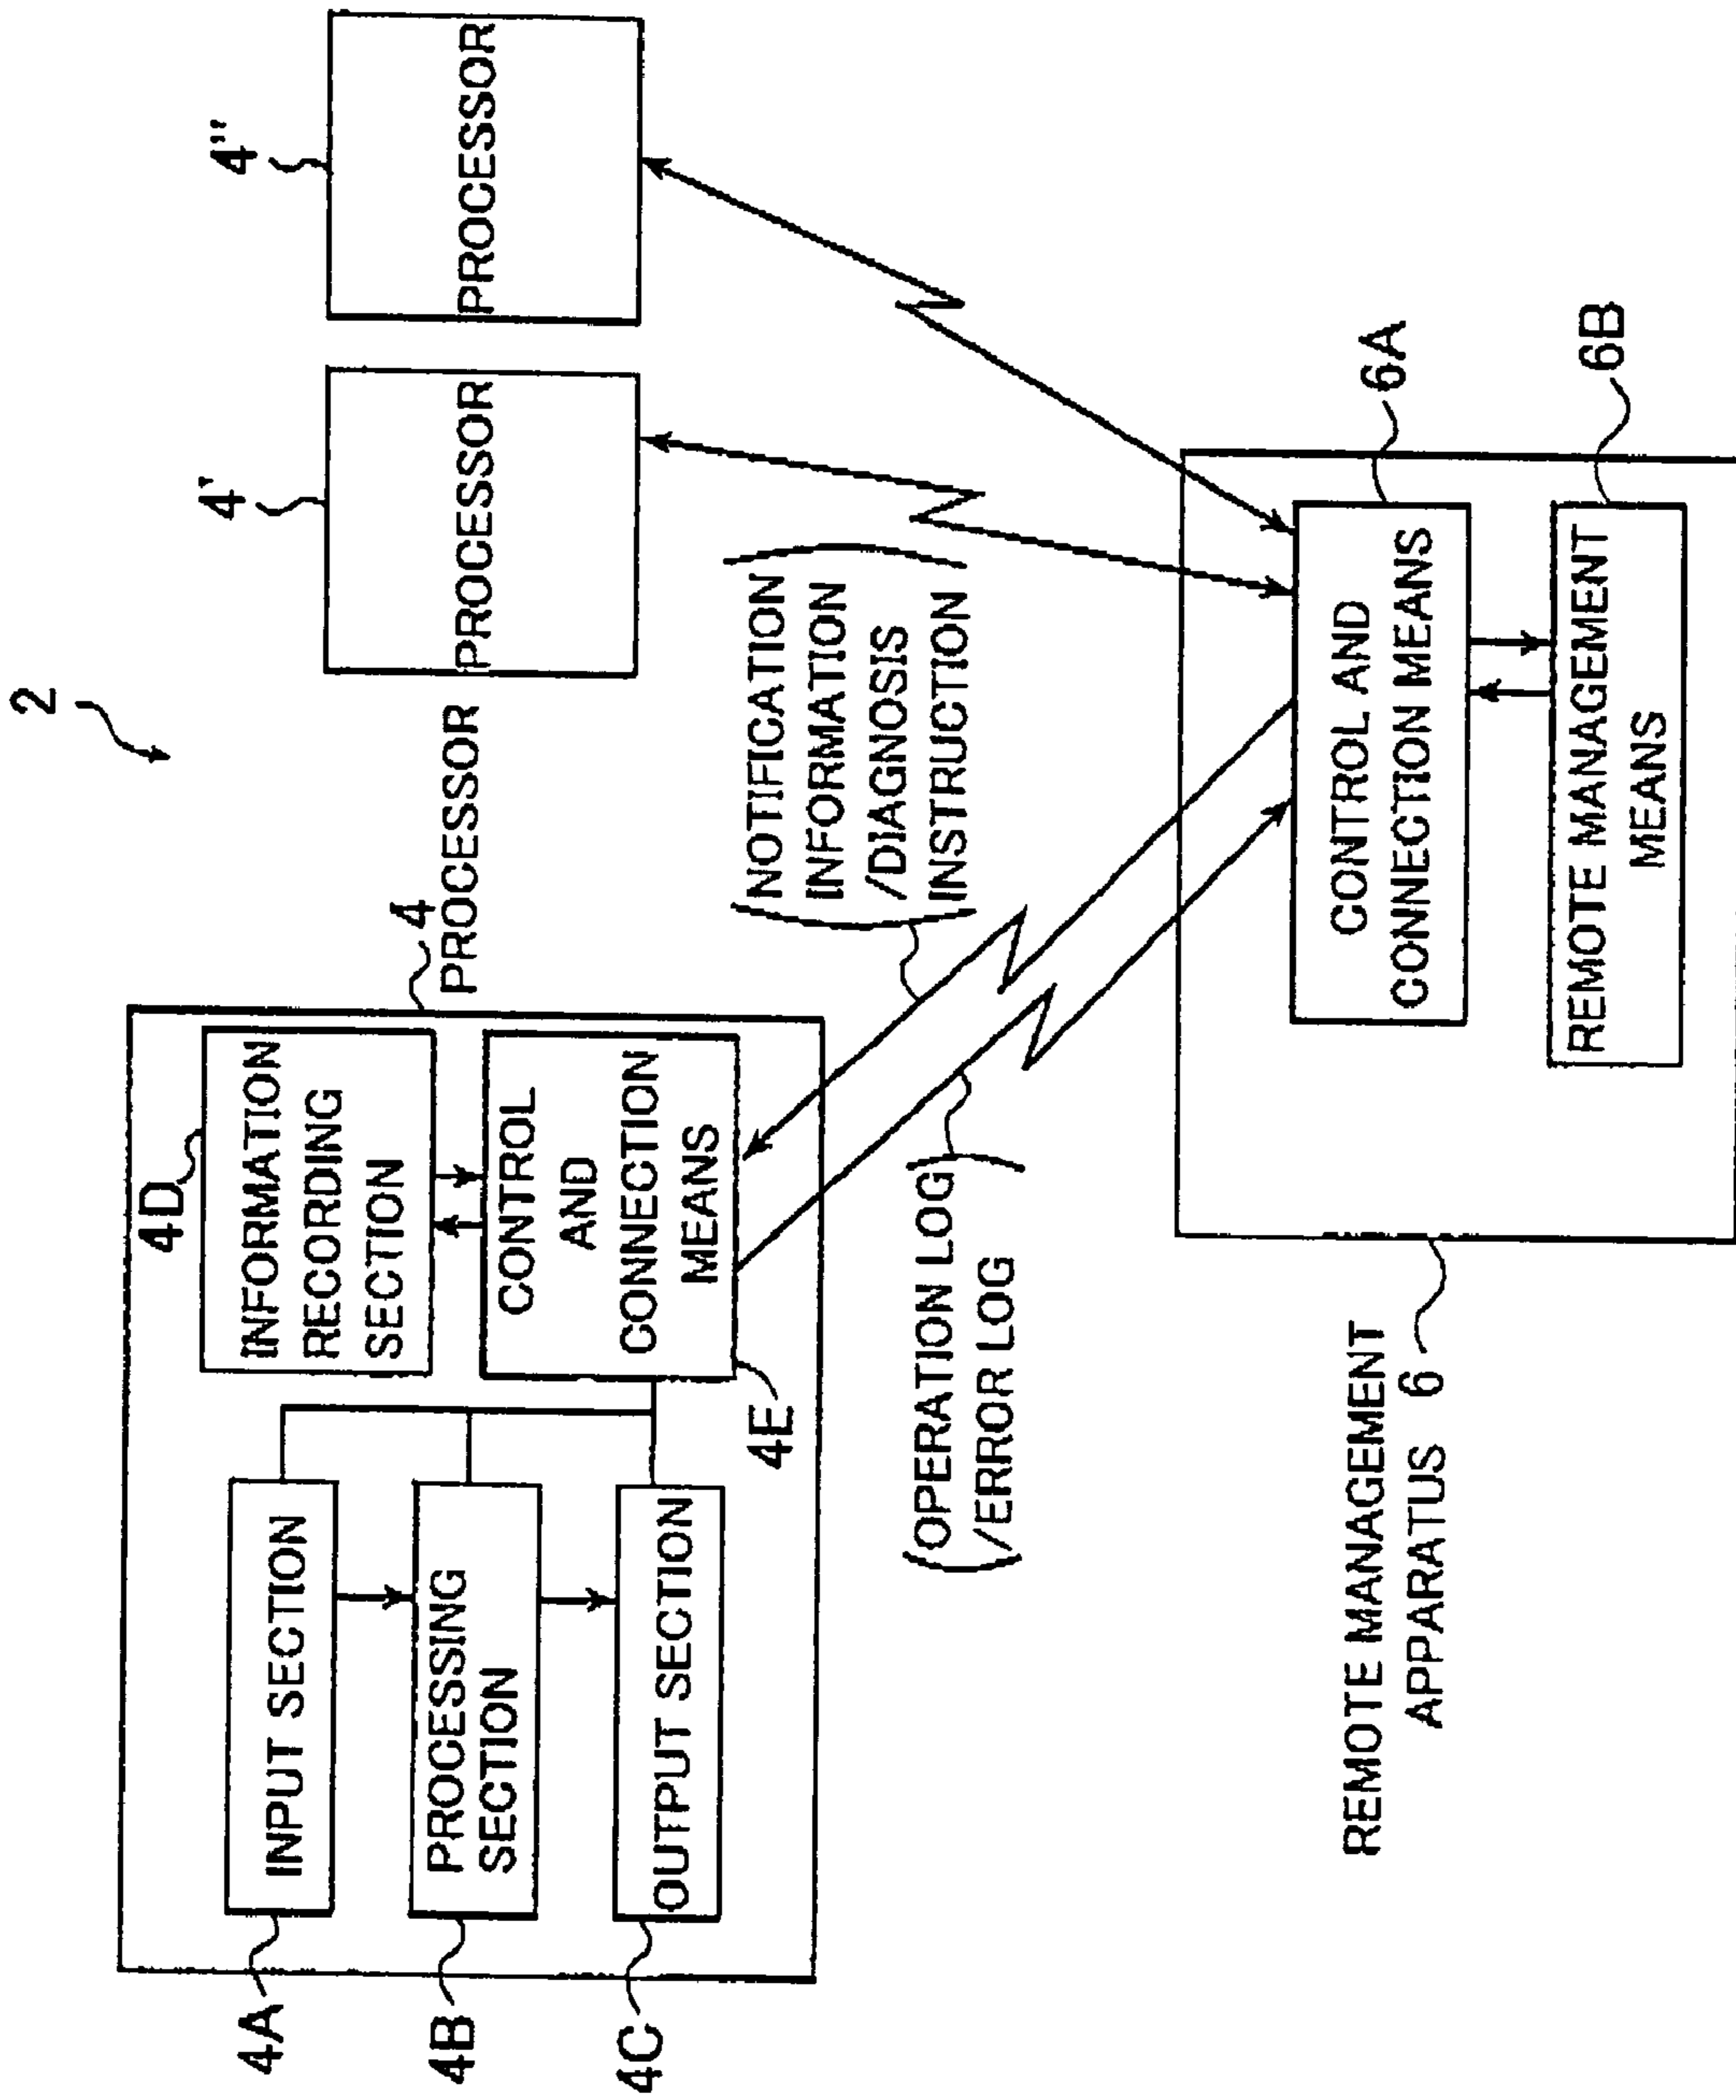 2
4
PROCESSOR
4'
PROCESSOR
4"
PROCESSOR
4A
INPUT SECTION
4B
PROCESSING
SECTION
4C
OUTPUT SECTION
4D
INFORMATION
RECORDING
SECTION
4E
CONTROL
AND
CONNECTION
MEANS
(NOTIFICATION
INFORMATION
/DIAGNOSIS
INSTRUCTION)
(OPERATION LOG
/ERROR LOG)
REMOTE MANAGEMENT
APPARATUS 6
6A
CONTROL AND
CONNECTION MEANS
6B
REMOTE MANAGEMENT
MEANS